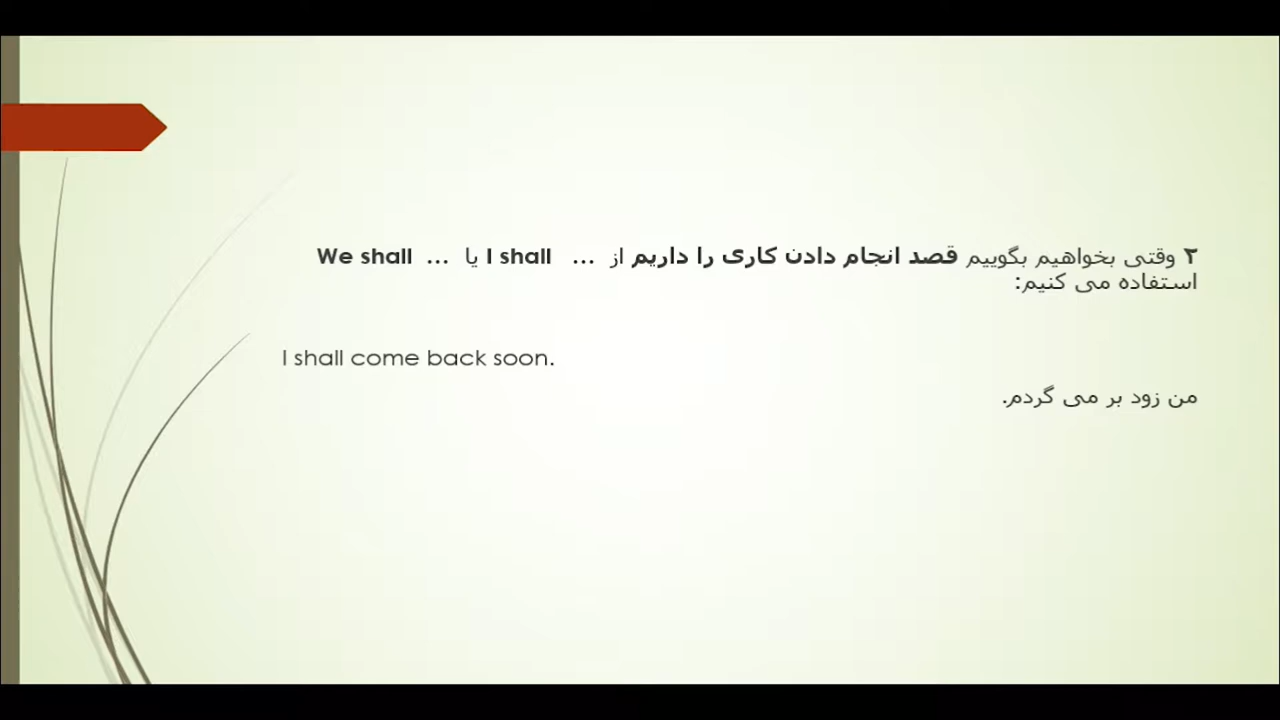 ۲ وقتی بخواهیم بگوییم قصد انجام دادن کاری را داریم از … I shall یا … We shall
استفاده می کنیم:
I shall come back soon.
من زود بر می گردم.